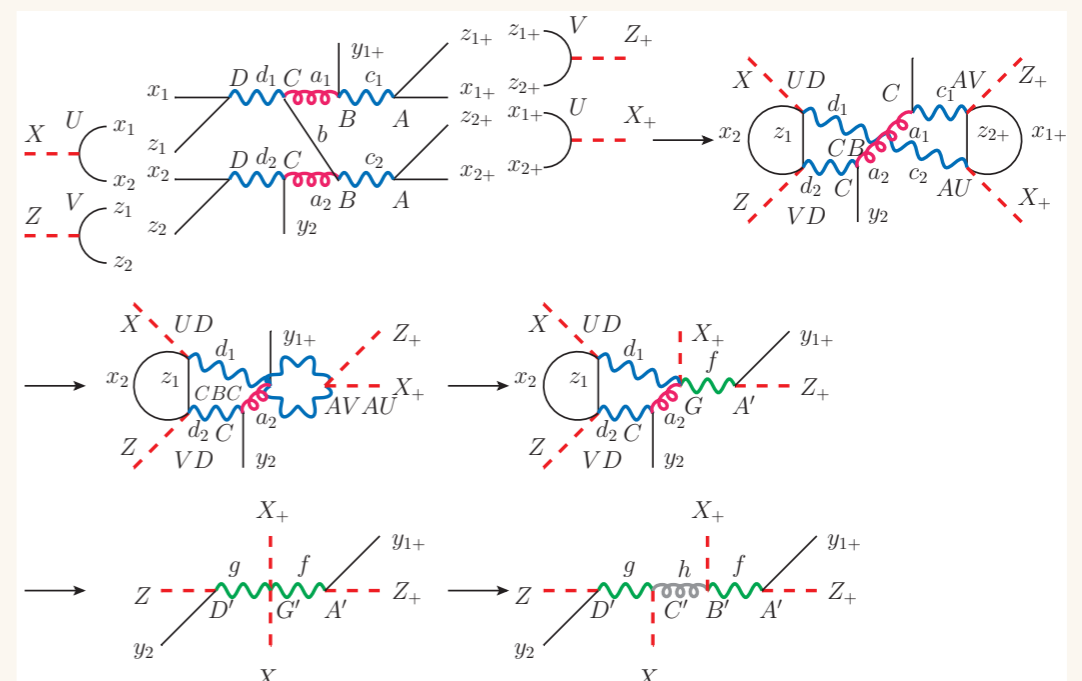 y₁₊ z₁₊ z₁₊ V Z₊
D d₁ C a₁ c₁ x₁ x₁₊ B A z₂₊
X U x₁ z₁ b z₂₊ x₁₊ U X₊
x₂ x₂ D d₂ C c₂ x₂₊ x₂₊
Z V z₁ z₂ a₂ B A y₂
z₂
X UD C c₁ AV Z₊
x₂ z₁ d₁ a₁ z₂₊ x₁₊
CB a₂ c₂
Z d₂ C AU X₊
VD y₂
X UD y₁₊ Z₊
x₂ z₁ d₁ X₊
CBC a₂ AV AU
Z d₂ C
VD y₂
X UD X₊ f y₁₊
x₂ z₁ d₁ Z₊
a₂ G A′
Z d₂ C
VD y₂
X₊ y₁₊
g f
Z D′ G′ A′ Z₊
y₂
X
X₊ y₁₊
g h f
Z D′ C′ B′ A′ Z₊
y₂
X